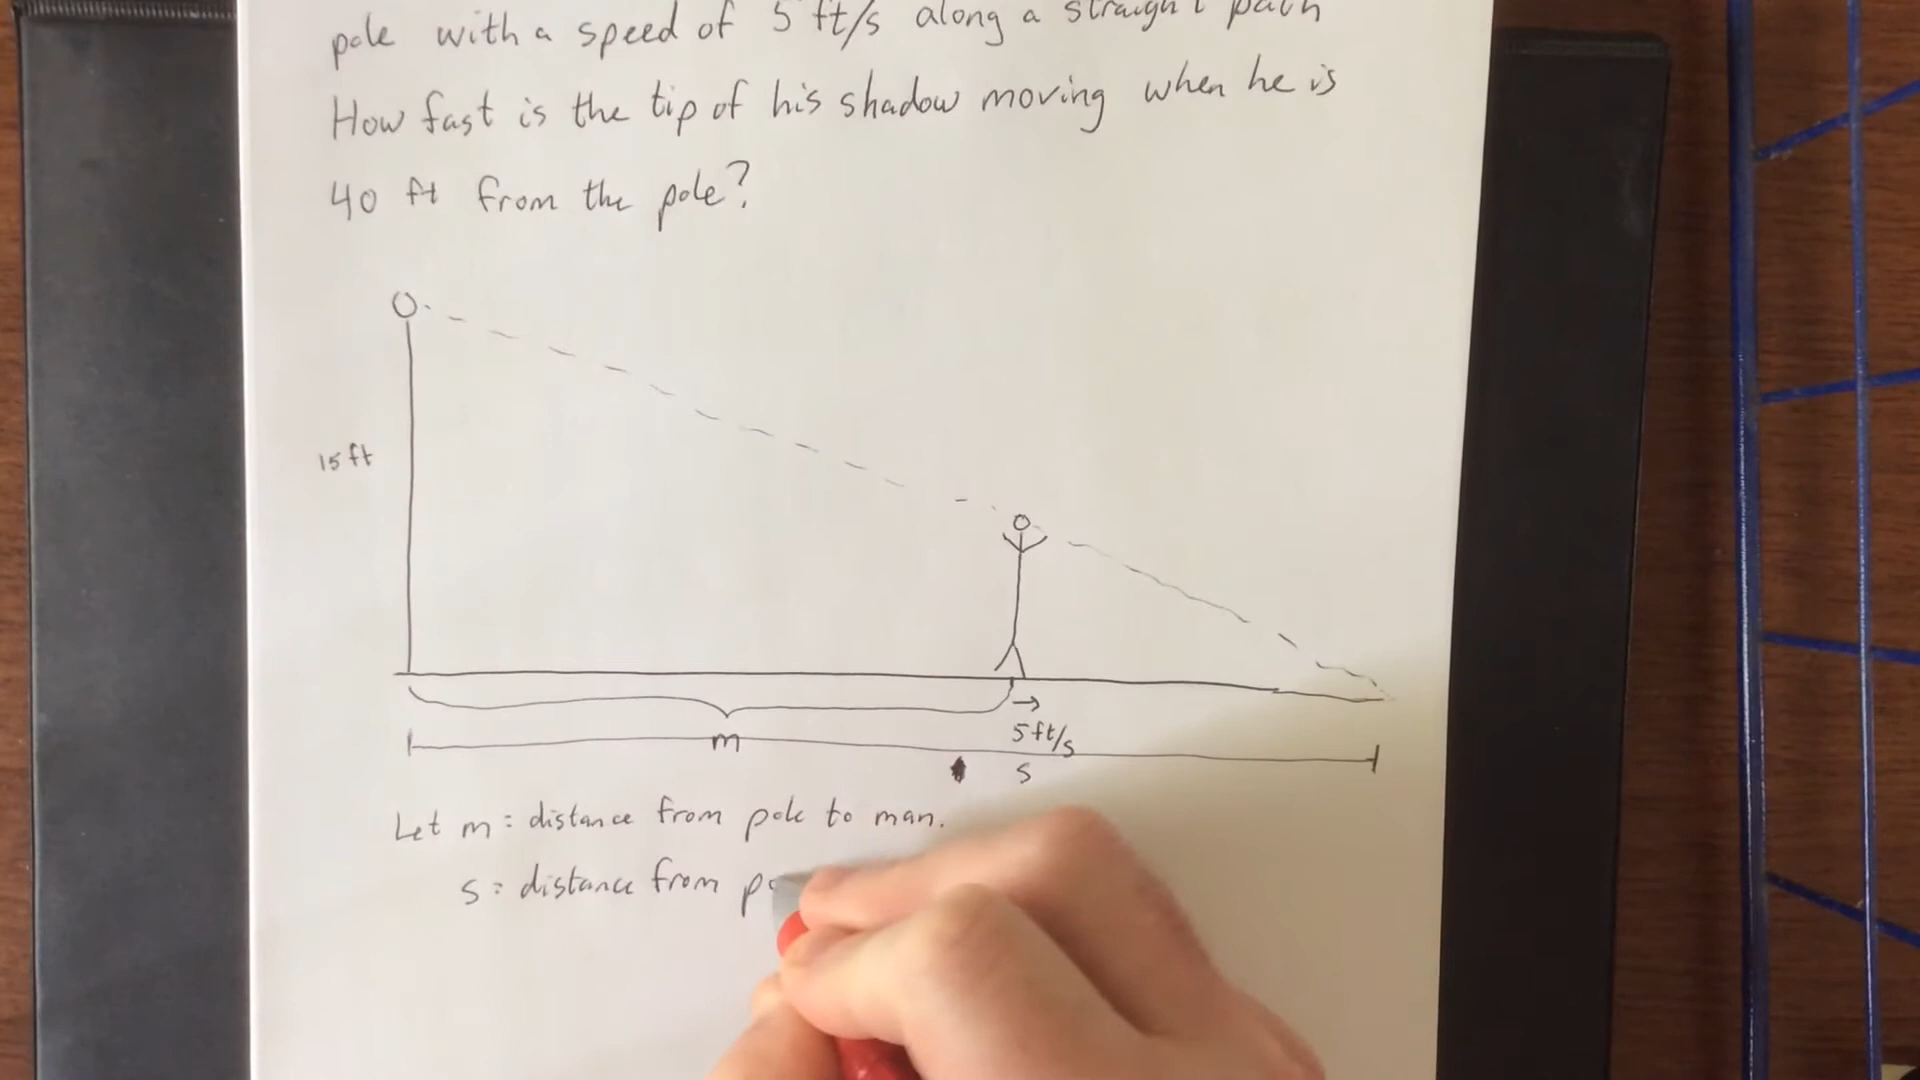 pole with a speed of 5 ft/s along a straight path
How fast is the tip of his shadow moving when he is
40 ft from the pole?
15 ft
m
5 ft/s
s
Let m = distance from pole to man.
s = distance from